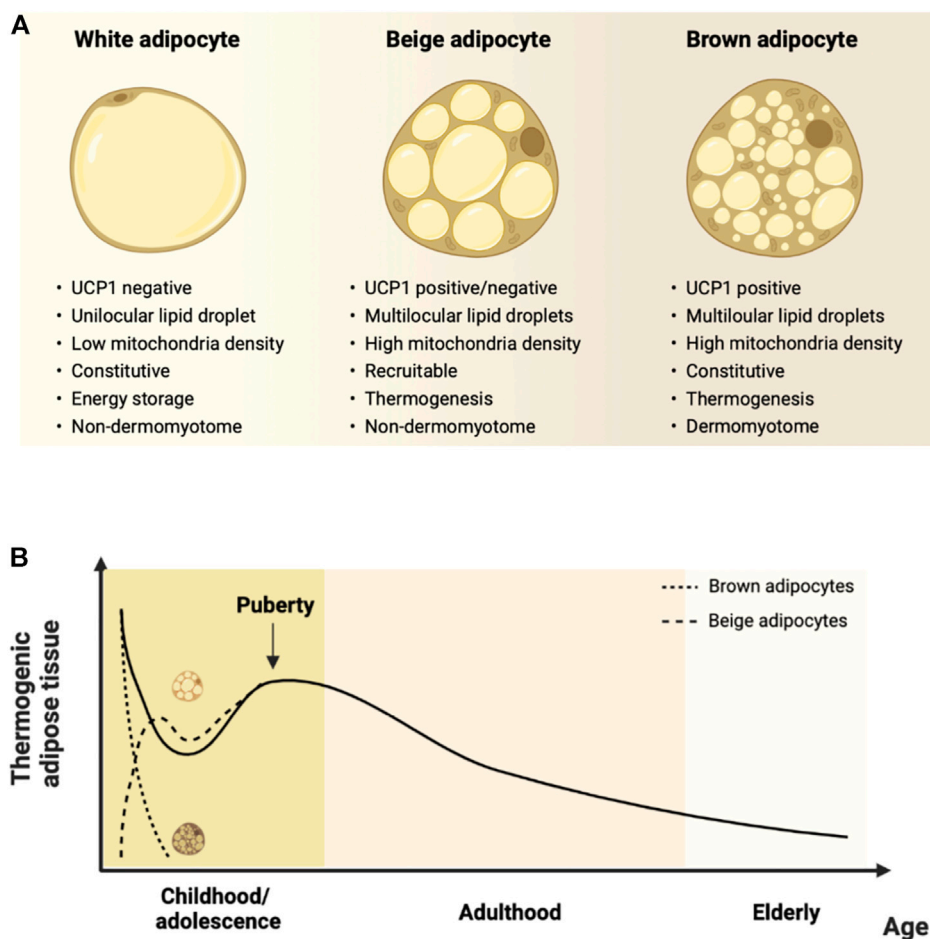 A
White adipocyte
Beige adipocyte
Brown adipocyte
• UCP1 negative
• Unilocular lipid droplet
• Low mitochondria density
• Constitutive
• Energy storage
• Non-dermomyotome
• UCP1 positive/negative
• Multilocular lipid droplets
• High mitochondria density
• Recruitable
• Thermogenesis
• Non-dermomyotome
• UCP1 positive
• Multiloular lipid droplets
• High mitochondria density
• Constitutive
• Thermogenesis
• Dermomyotome
B
Thermogenic
adipose tissue
Puberty
Brown adipocytes
Beige adipocytes
Childhood/
adolescence
Adulthood
Elderly
Age